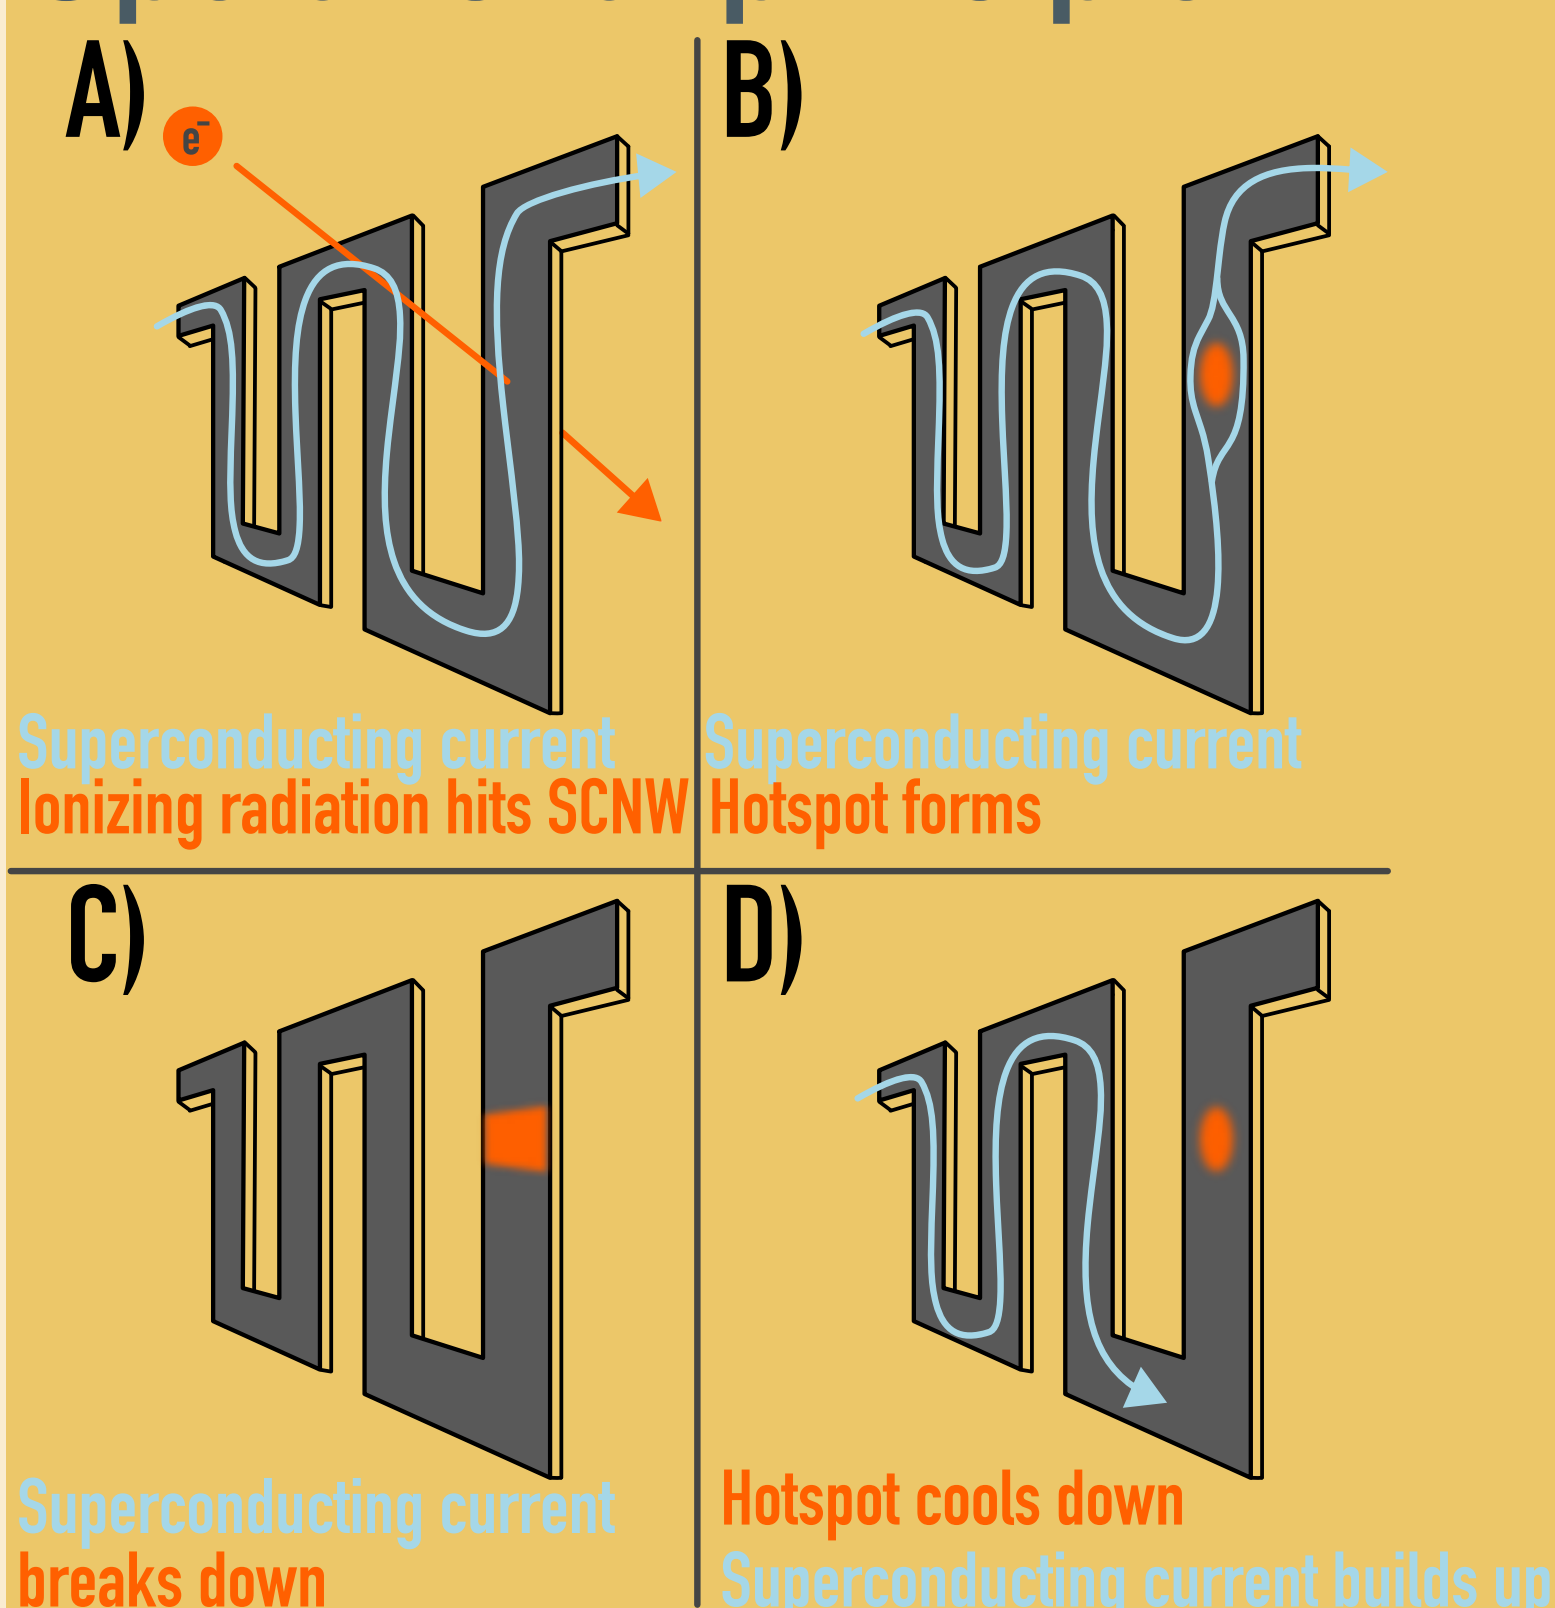 A)
e⁻
B)
Superconducting current
Ionizing radiation hits SCNW
Superconducting current
Hotspot forms
C)
D)
Superconducting current
breaks down
Hotspot cools down
Superconducting current builds up